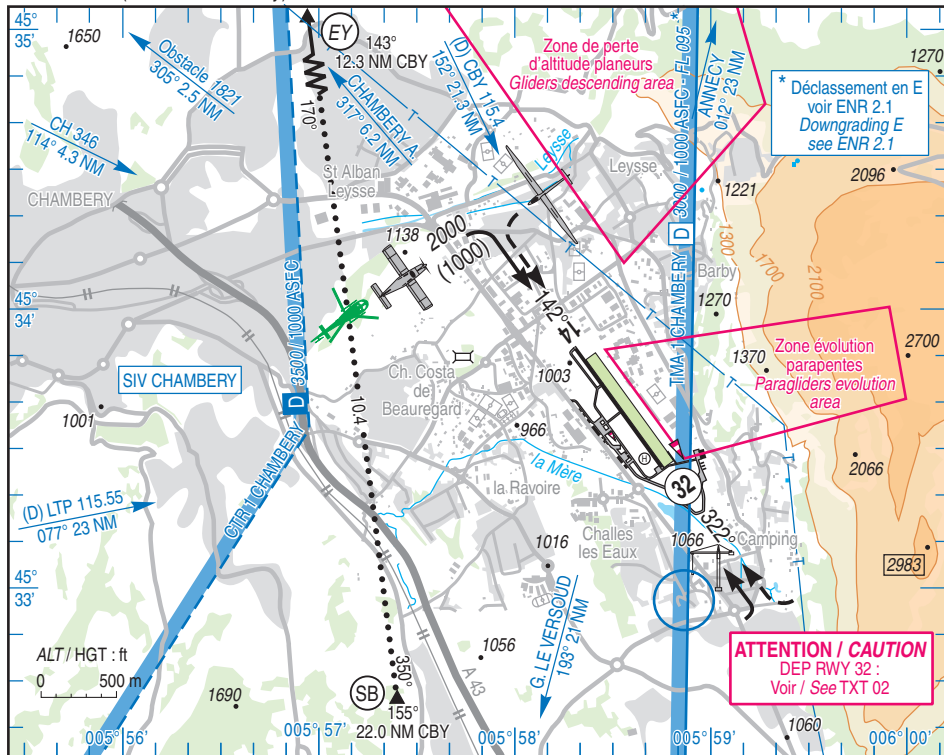 45°
35'
1650
Obstacle 1821
305° 2.5 NM
EY
143°
12.3 NM CBY
170°
CHAMBERY A.
317° 6.2 NM
(D) CBY 115.4
152° 21.3 NM
Zone de perte
d'altitude planeurs
Gliders descending area
ANNECY
012° 23 NM
1270
* Déclassement en E
voir ENR 2.1
Downgrading E
see ENR 2.1
CH 346
114° 4.3 NM
CHAMBERY
St Alban
Leysse
Leysse
Leysse
1221
2096
1138
2000
(1000)
Barby
1300
1700
2100
TMA 1 CHAMBERY D 3000 / 1000 ASFC - FL 095 *
45°
34'
D 3500 / 1000 ASFC
142°
1270
1003
1370
2700
Zone évolution
parapentes
Paragliders evolution
area
SIV CHAMBERY
Ch. Costa
de
Beauregard
1001
10.4
966
H
2066
CTR 1 CHAMBERY
la Mère
la Ravoire
32
322°
(D) LTP 115.55
077° 23 NM
Challes
les Eaux
1066
Camping
1016
2983
45°
33'
G. LE VERSOUD
193° 21 NM
1056
A 43
ATTENTION / CAUTION
DEP RWY 32 :
Voir / See TXT 02
ALT / HGT : ft
0 500 m
350°
SB
155°
22.0 NM CBY
1690
1060
005° 56'
005° 57'
005° 58'
005° 59'
006° 00'